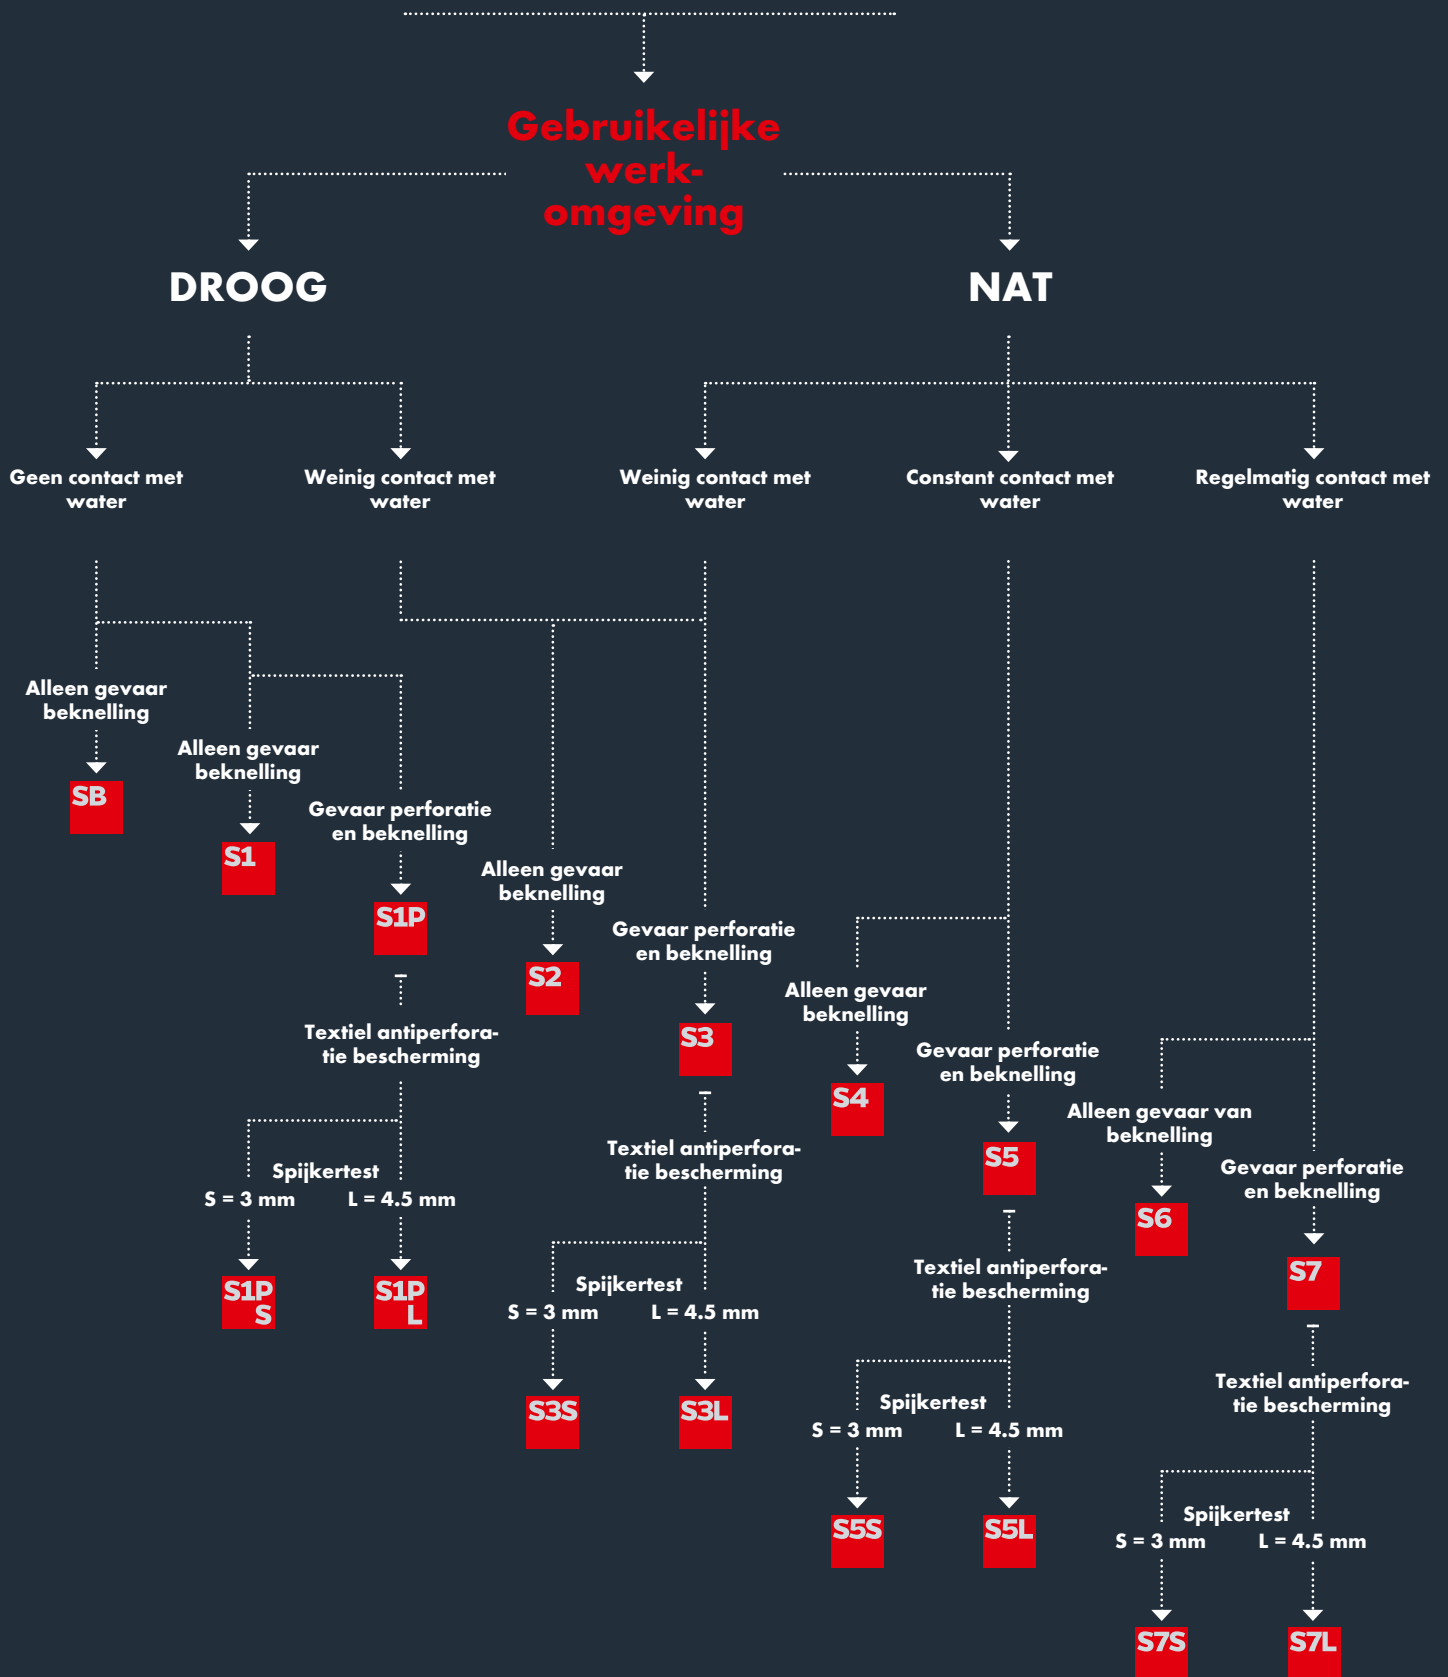 Gebruikelijke
werk-
omgeving
DROOG
NAT
Geen contact met
water
Weinig contact met
water
Weinig contact met
water
Constant contact met
water
Regelmatig contact met
water
Alleen gevaar
beknelling
SB
Alleen gevaar
beknelling
S1
Gevaar perforatie
en beknelling
S1P
Textiel antiperfora-
tie bescherming
Spijkertest
S = 3 mm
L = 4.5 mm
S1P
S
S1P
L
Alleen gevaar
beknelling
S2
Gevaar perforatie
en beknelling
S3
Textiel antiperfora-
tie bescherming
Spijkertest
S = 3 mm
L = 4.5 mm
S3S
S3L
Alleen gevaar
beknelling
S4
Gevaar perforatie
en beknelling
S5
Textiel antiperfora-
tie bescherming
Spijkertest
S = 3 mm
L = 4.5 mm
S5S
S5L
Alleen gevaar van
beknelling
S6
Gevaar perforatie
en beknelling
S7
Textiel antiperfora-
tie bescherming
Spijkertest
S = 3 mm
L = 4.5 mm
S7S
S7L